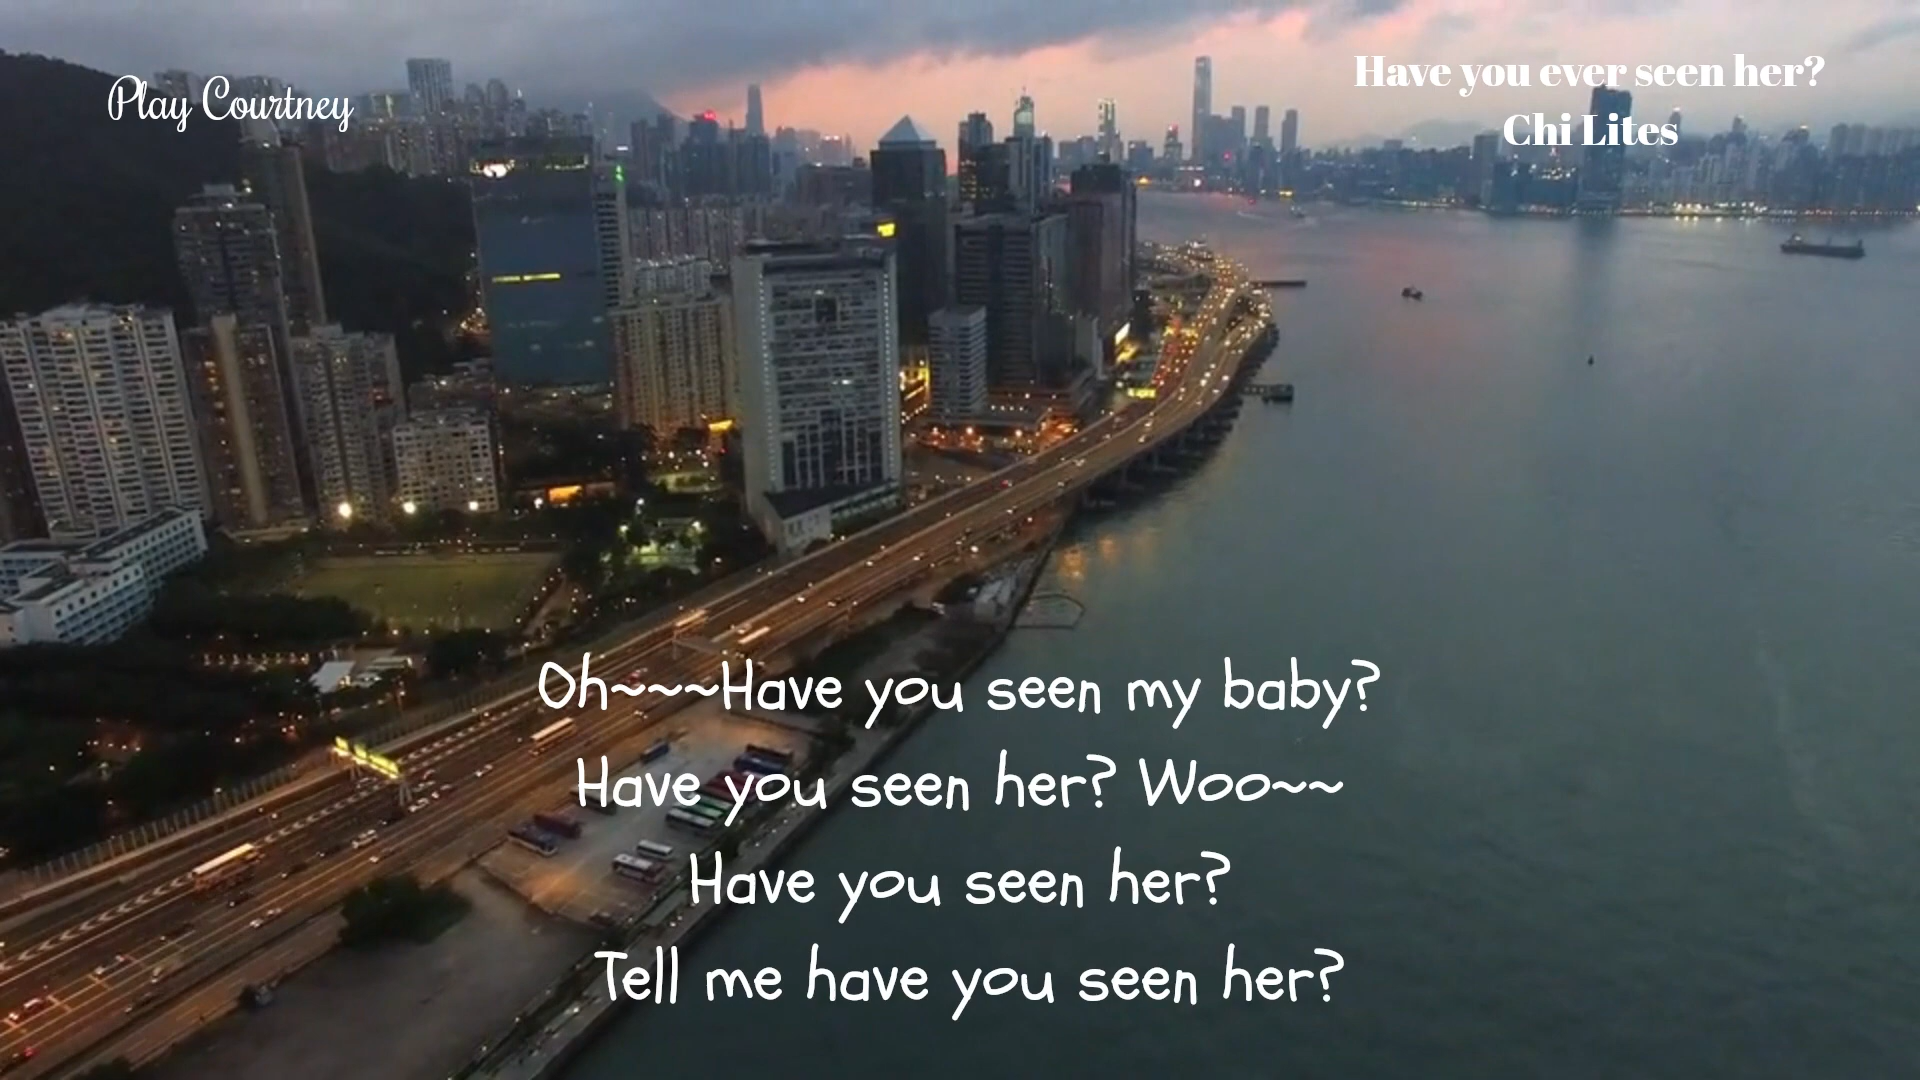 Play Courtney
Have you ever seen her?
Chi Lites
Oh~~~Have you seen my baby?
Have you seen her? Woo~~
Have you seen her?
Tell me have you seen her?